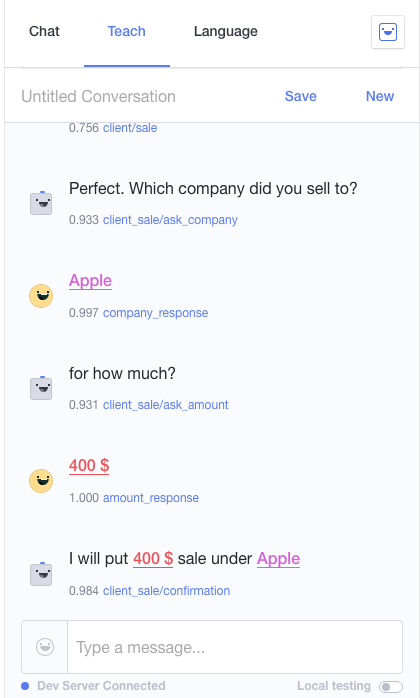 Chat Teach Language
Untitled Conversation Save New
0.756 client/sale
Perfect. Which company did you sell to?
0.933 client_sale/ask_company
Apple
0.997 company_response
for how much?
0.931 client_sale/ask_amount
400 $
1.000 amount_response
I will put 400 $ sale under Apple
0.984 client_sale/confirmation
Type a message...
Dev Server Connected Local testing